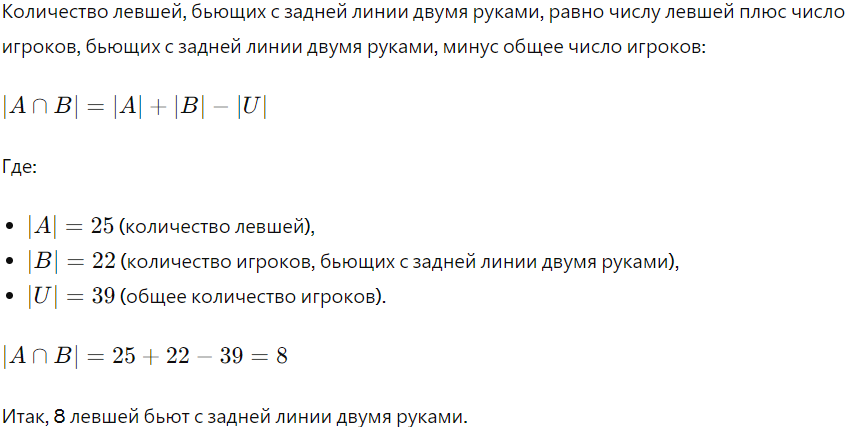 Количество левшей, бьющих с задней линии двумя руками, равно числу левшей плюс число
игроков, бьющих с задней линии двумя руками, минус общее число игроков:
|A ∩ B| = |A| + |B| − |U|
Где:
• |A| = 25 (количество левшей),
• |B| = 22 (количество игроков, бьющих с задней линии двумя руками),
• |U| = 39 (общее количество игроков).
|A ∩ B| = 25 + 22 − 39 = 8
Итак, 8 левшей бьют с задней линии двумя руками.